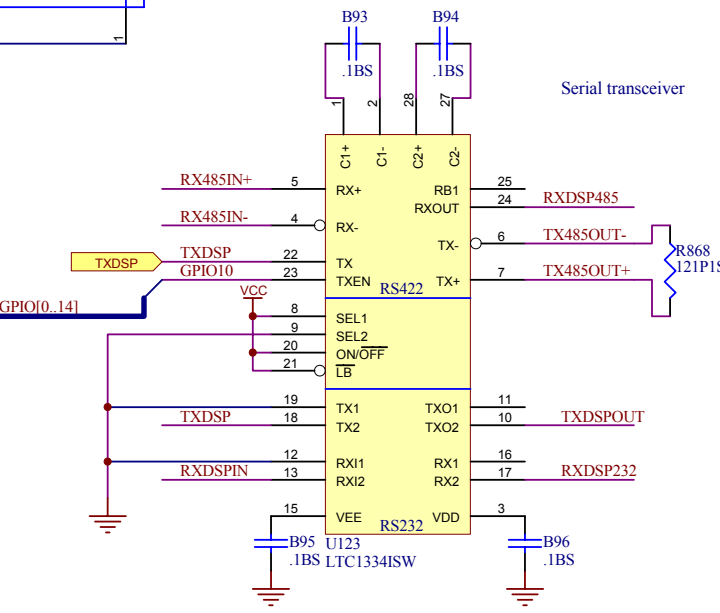 1
B93
B94
.1BS
.1BS
Serial transceiver
1
2
28
27
C1+
C1-
C2+
C2-
RX485IN+
5
RX+
RB1
25
RXOUT
24
RXDSP485
RX485IN-
4
RX-
TX-
6
TX485OUT-
R868
121P1S
TXDSP
TXDSP
22
TX
GPIO10
23
TXEN
TX+
7
TX485OUT+
RS422
GPIO[0..14]
VCC
8
SEL1
9
SEL2
20
ON/OFF
21
LB
19
TX1
TXO1
11
TXDSP
18
TX2
TXO2
10
TXDSPOUT
12
RXI1
RX1
16
RXDSPIN
13
RXI2
RX2
17
RXDSP232
15
VEE
VDD
3
RS232
B95
.1BS
U123
LTC1334ISW
B96
.1BS